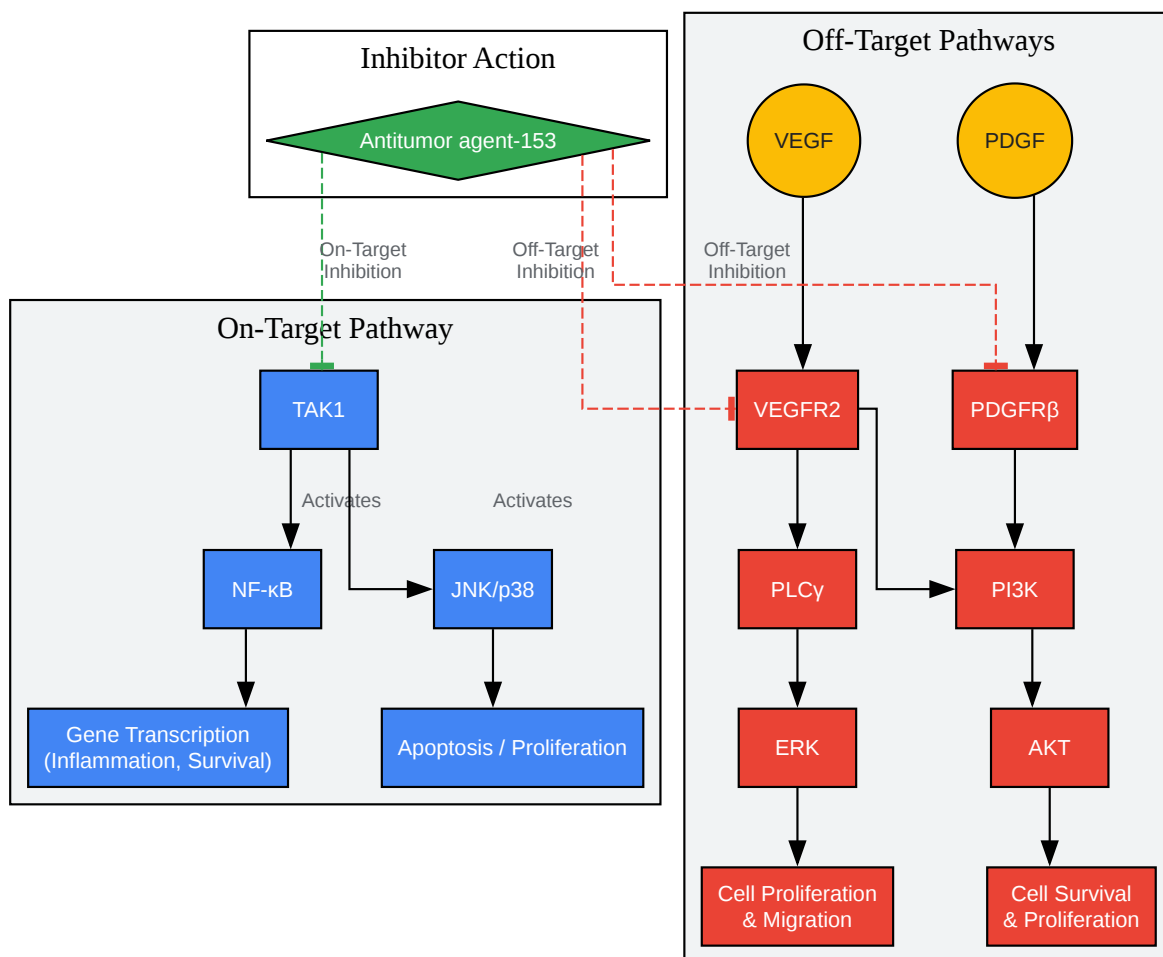 Off-Target Pathways
Inhibitor Action
Antitumor agent-153
VEGF
PDGF
On-Target
Inhibition
Off-Target
Inhibition
Off-Target
Inhibition
On-Target Pathway
TAK1
VEGFR2
PDGFRβ
Activates
Activates
NF-κB
JNK/p38
PLCγ
PI3K
Gene Transcription
(Inflammation, Survival)
Apoptosis / Proliferation
ERK
AKT
Cell Proliferation
& Migration
Cell Survival
& Proliferation